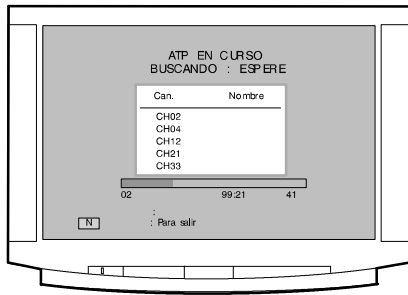 ATP EN CURSO
BUSCANDO : ESPERE
Can. Nombre
CH02
CH04
CH12
CH21
CH33
02 99:21 41
:
N : Para salir